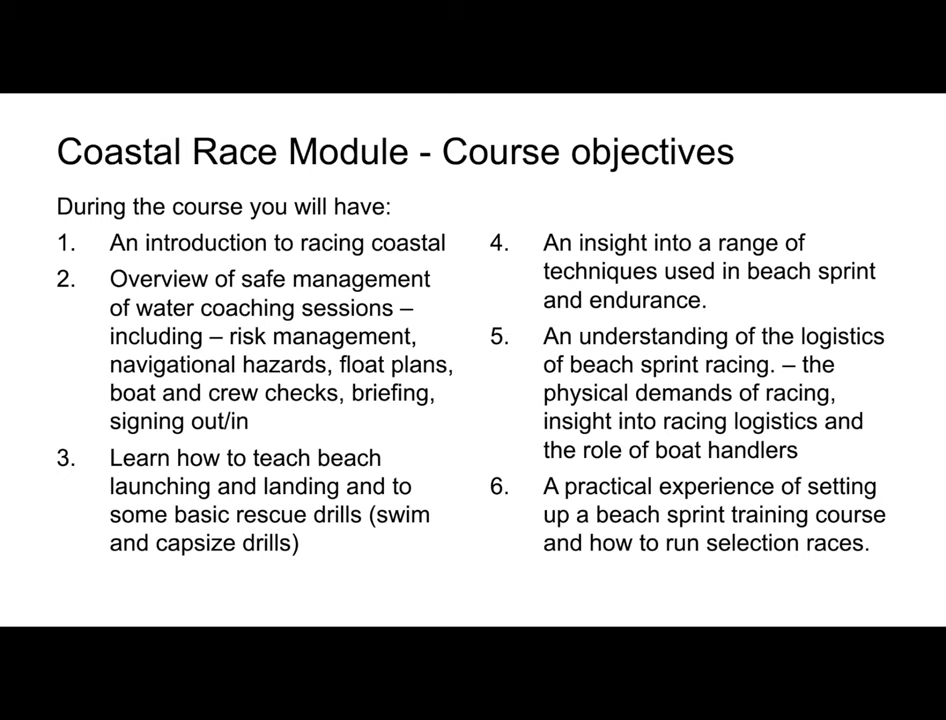 Coastal Race Module - Course objectives
During the course you will have:
1. An introduction to racing coastal
2. Overview of safe management
of water coaching sessions –
including – risk management,
navigational hazards, float plans,
boat and crew checks, briefing,
signing out/in
3. Learn how to teach beach
launching and landing and to
some basic rescue drills (swim
and capsize drills)
4. An insight into a range of
techniques used in beach sprint
and endurance.
5. An understanding of the logistics
of beach sprint racing. – the
physical demands of racing,
insight into racing logistics and
the role of boat handlers
6. A practical experience of setting
up a beach sprint training course
and how to run selection races.